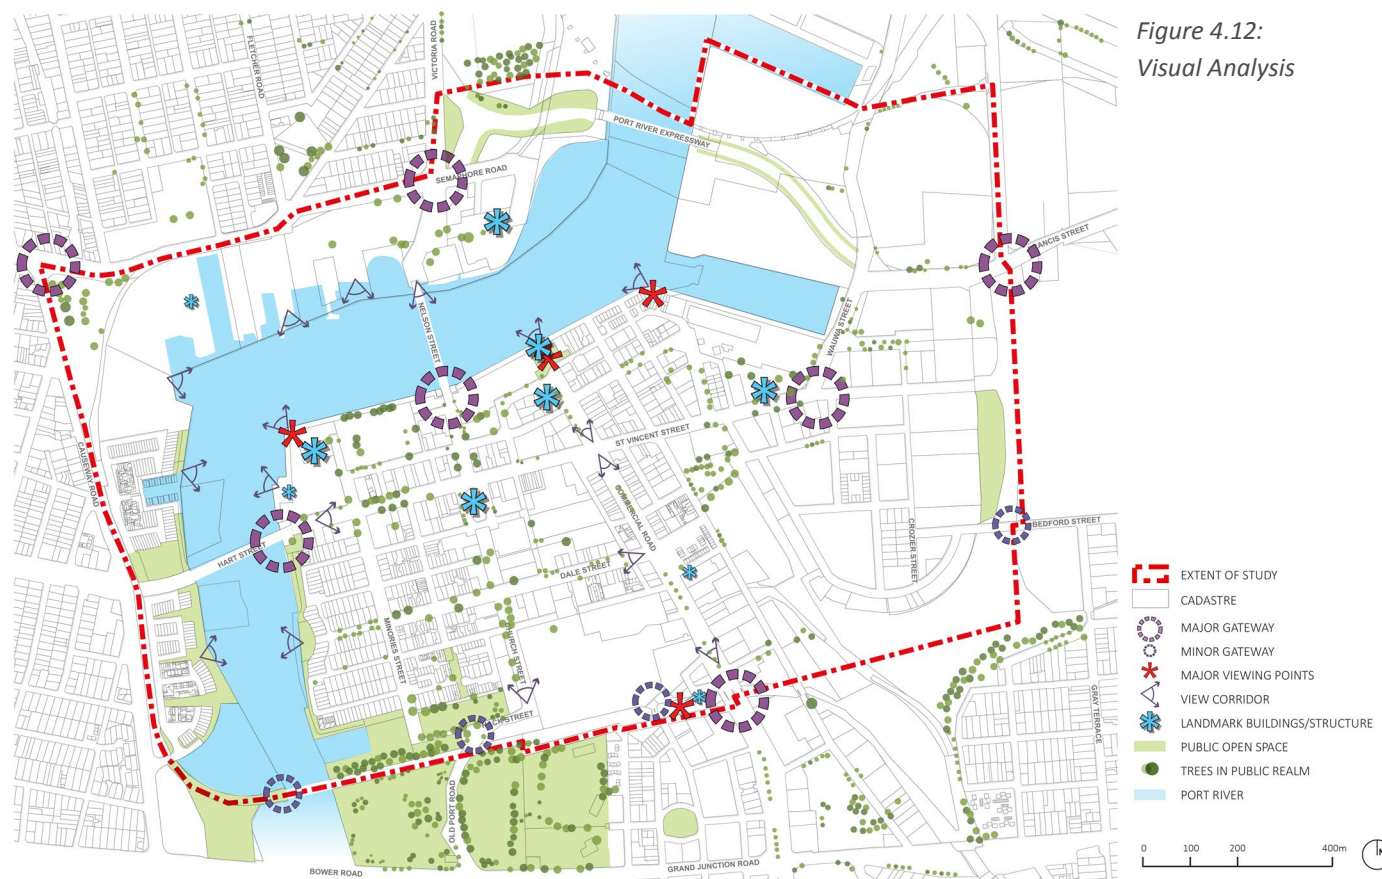 Figure 4.12:
Visual Analysis
FLETCHER ROAD
VICTORIA ROAD
PORT RIVER EXPRESSWAY
SEMAPHORE ROAD
NELSON STREET
WAUWA STREET
ST VINCENT STREET
CAUSEWAY ROAD
HART STREET
COMMERCIAL ROAD
DALE STREET
CROZIER STREET
BEDFORD STREET
MINORIES STREET
CHURCH STREET
STREET
OLD PORT ROAD
GRAY TERRACE
BOWER ROAD
GRAND JUNCTION ROAD
EXTENT OF STUDY
CADASTRE
MAJOR GATEWAY
MINOR GATEWAY
MAJOR VIEWING POINTS
VIEW CORRIDOR
LANDMARK BUILDINGS/STRUCTURE
PUBLIC OPEN SPACE
TREES IN PUBLIC REALM
PORT RIVER
0 100 200 400m